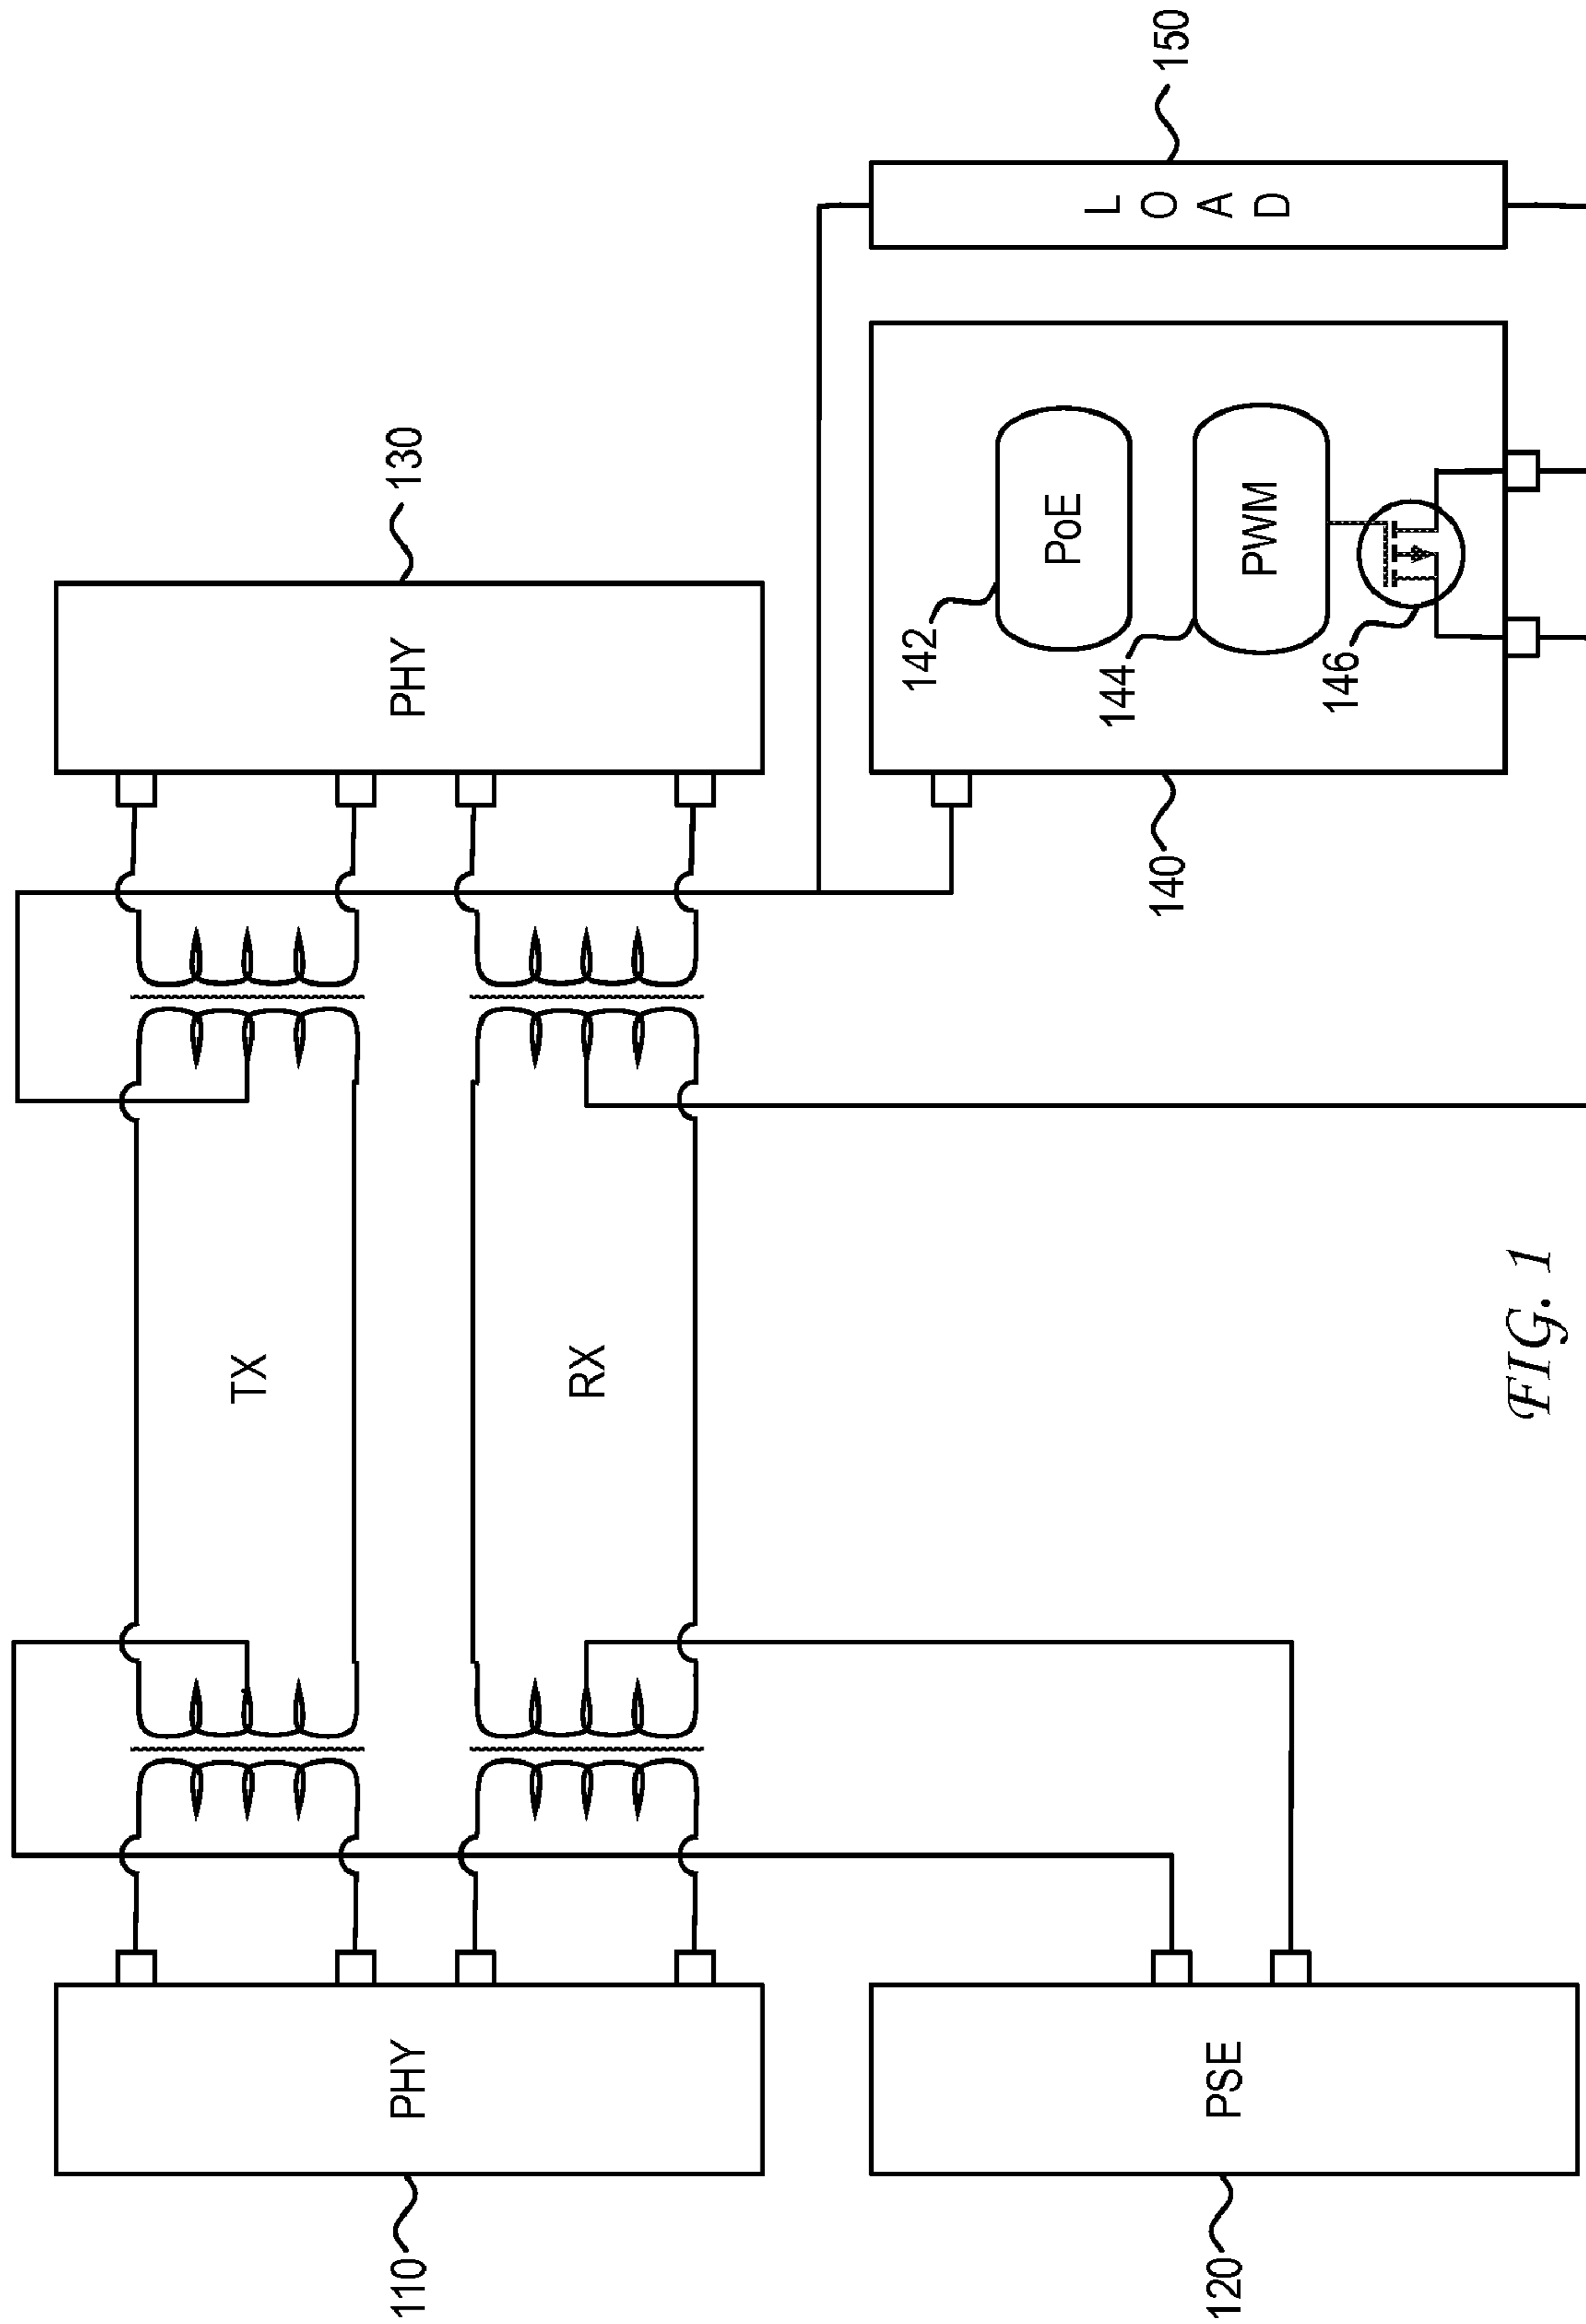 110
PHY
TX
RX
PHY
130
120
PSE
140
142
PoE
144
PWM
146
LOAD
150
FIG. 1